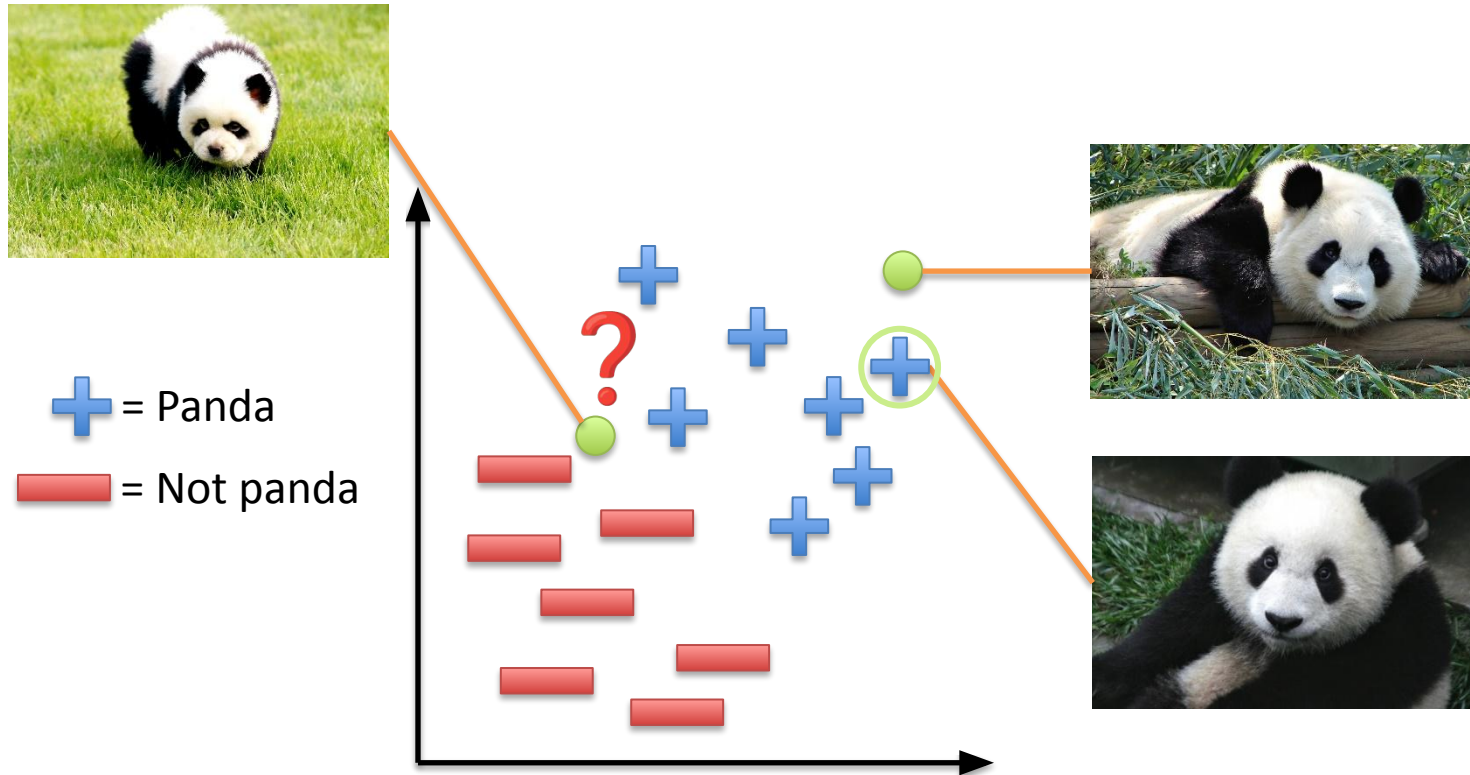 ?
= Panda
= Not panda